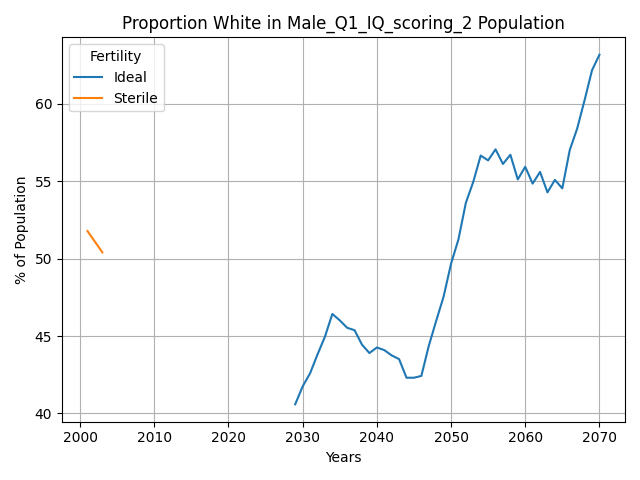 Proportion White in Male_Q1_IQ_scoring_2 Population
Fertility
Ideal
Sterile
% of Population
60
55
50
45
40
2000 2010 2020 2030 2040 2050 2060 2070
Years